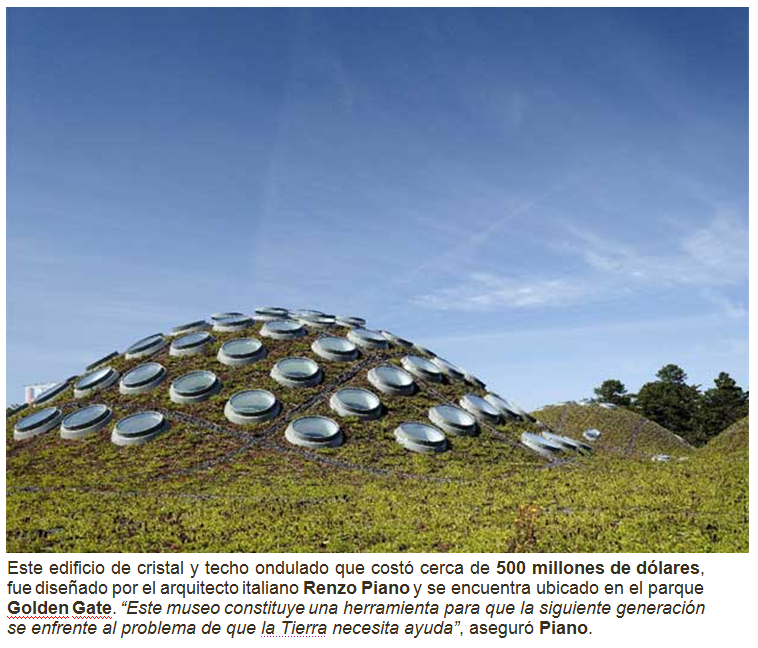 Este edificio de cristal y techo ondulado que costó cerca de 500 millones de dólares,
fue diseñado por el arquitecto italiano Renzo Piano y se encuentra ubicado en el parque
Golden Gate. “Este museo constituye una herramienta para que la siguiente generación
se enfrente al problema de que la Tierra necesita ayuda”, aseguró Piano.